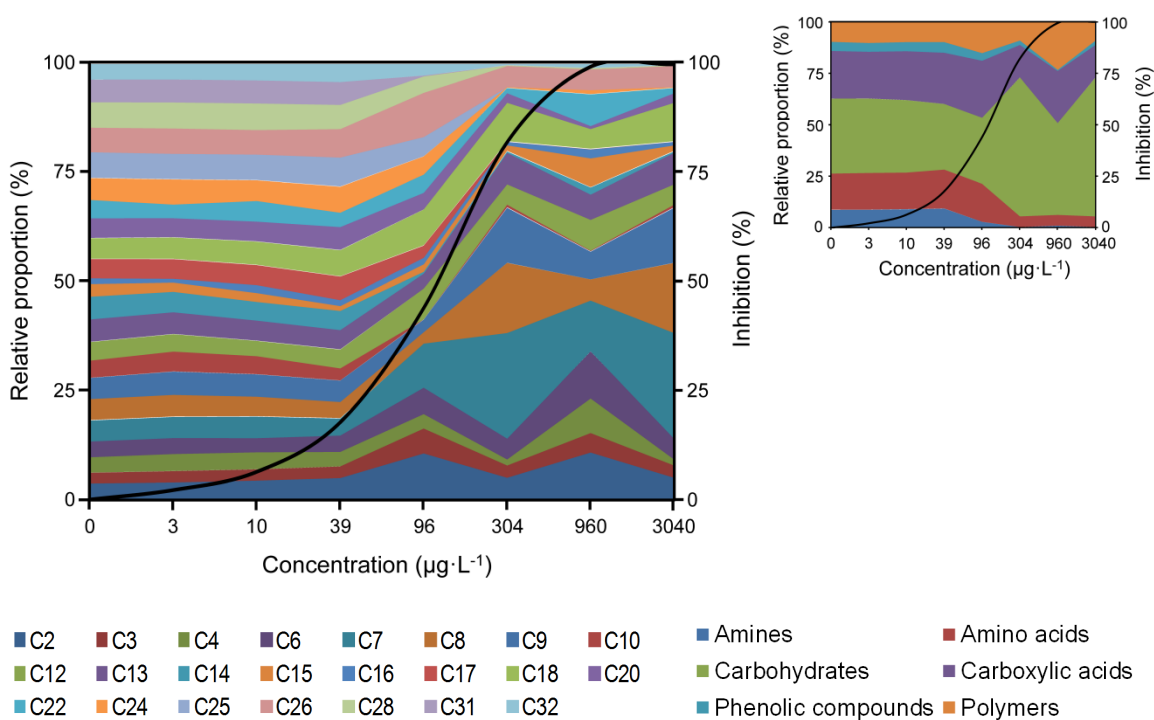 100
75
50
25
0
Relative proportion (%)
100
75
50
25
0
Inhibition (%)
0 3 10 39 96 304 960 3040
Concentration (µg·L-1)
100
75
50
25
0
Relative proportion (%)
100
75
50
25
0
Inhibition (%)
0 3 10 39 96 304 960 3040
Concentration (µg·L-1)
C2 C3 C4 C6 C7 C8 C9 C10
C12 C13 C14 C15 C16 C17 C18 C20
C22 C24 C25 C26 C28 C31 C32
Amines Amino acids
Carbohydrates Carboxylic acids
Phenolic compounds Polymers